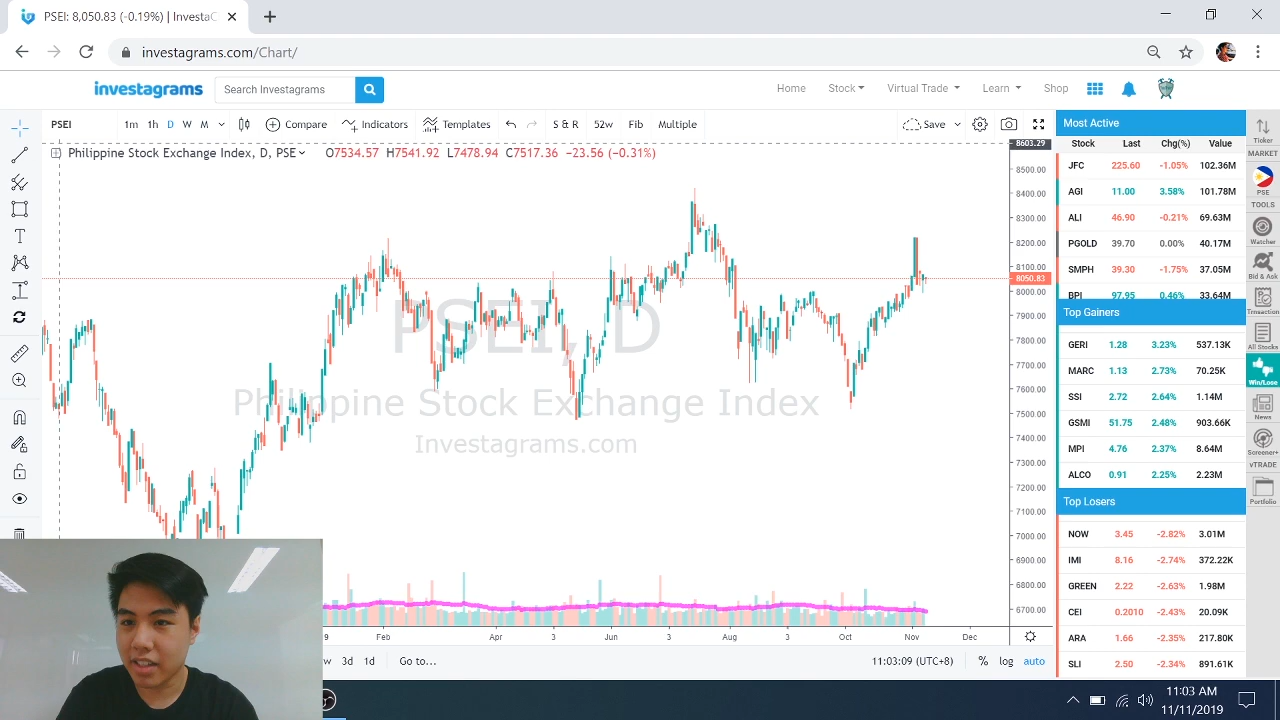 PSEI: 8,050.83 (-0.19%) | InvestaG
investagrams.com/Chart/
investagrams
Search Investagrams
Home Stock Virtual Trade Learn Shop
PSEI 1m 1h D W M Compare Indicators Templates S & R 52w Fib Multiple Save
Philippine Stock Exchange Index, D, PSE O7534.57 H7541.92 L7478.94 C7517.36 −23.56 (−0.31%)
8603.29
8500.00
8400.00
8300.00
8200.00
8100.00
8050.83
8000.00
7900.00
7800.00
7700.00
7600.00
7500.00
7400.00
7300.00
7200.00
7100.00
7000.00
6900.00
6800.00
6700.00
PSEI, D
Philippine Stock Exchange Index
Investagrams.com
9 Feb Apr 3 Jun 3 Aug 3 Oct Nov Dec
w 3d 1d Go to...
11:03:09 (UTC+8) % log auto
Most Active
Stock Last Chg(%) Value
JFC 225.60 -1.05% 102.36M
AGI 11.00 3.58% 101.78M
ALI 46.90 -0.21% 69.63M
PGOLD 39.70 0.00% 40.17M
SMPH 39.30 -1.75% 37.05M
BPI 97.95 0.46% 33.64M
Top Gainers
GERI 1.28 3.23% 537.13K
MARC 1.13 2.73% 70.25K
SSI 2.72 2.64% 1.14M
GSMI 51.75 2.48% 903.66K
MPI 4.76 2.37% 8.64M
ALCO 0.91 2.25% 2.23M
Top Losers
NOW 3.45 -2.82% 3.01M
IMI 8.16 -2.74% 372.22K
GREEN 2.22 -2.63% 1.98M
CEI 0.2010 -2.43% 20.09K
ARA 1.66 -2.35% 217.80K
SLI 2.50 -2.34% 891.61K
Ticker
MARKET
PSE
TOOLS
Watcher
Bid & Ask
Transaction
All Stocks
Win/Lose
News
Screener+
vTRADE
Portfolio
11:03 AM
11/11/2019